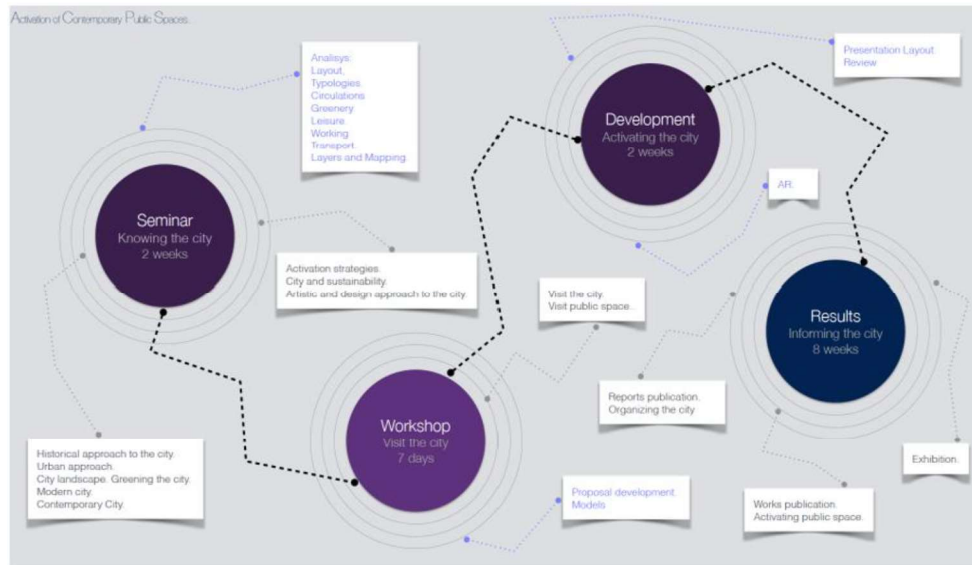 Activation of Contemporary Public Spaces.
Analisys:
Layout,
Typologies
Circulations
Greenery
Leisure.
Working
Transport.
Layers and Mapping.
Seminar
Knowing the city
2 weeks
Activation strategies.
City and sustainability.
Artistic and design approach to the city.
Historical approach to the city.
Urban approach.
City landscape. Greening the city.
Modern city.
Contemporary City.
Workshop
Visit the city
7 days
Visit the city.
Visit public space.
Proposal development.
Models
Development
Activating the city
2 weeks
Presentation Layout
Review
AR.
Results
Informing the city
8 weeks
Reports publication.
Organizing the city
Works publication.
Activating public space.
Exhibition.